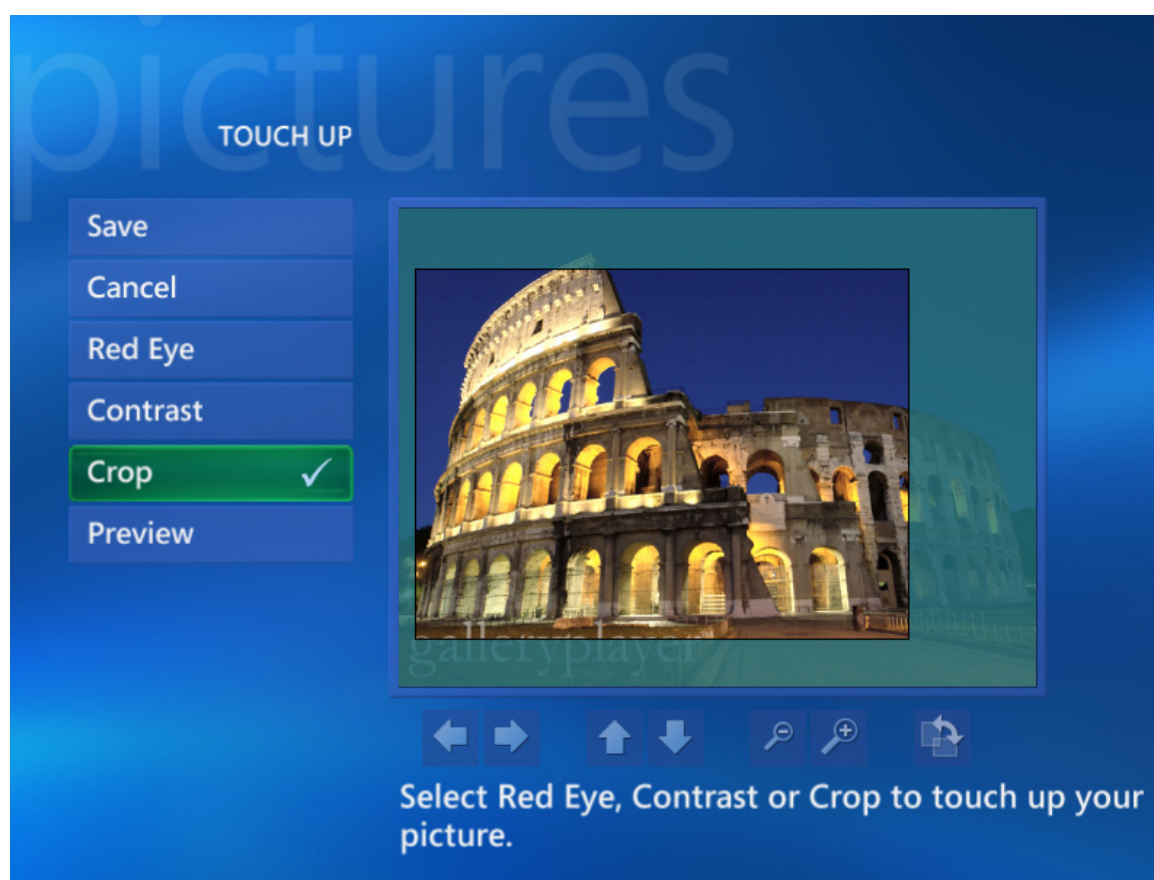 pictures
TOUCH UP
Save
Cancel
Red Eye
Contrast
Crop
Preview
galleryplayer
Select Red Eye, Contrast or Crop to touch up your
picture.